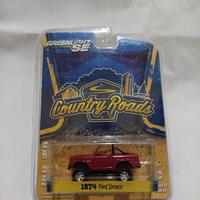 GREENLIGHT SE
Country Roads
1974 Ford Bronco